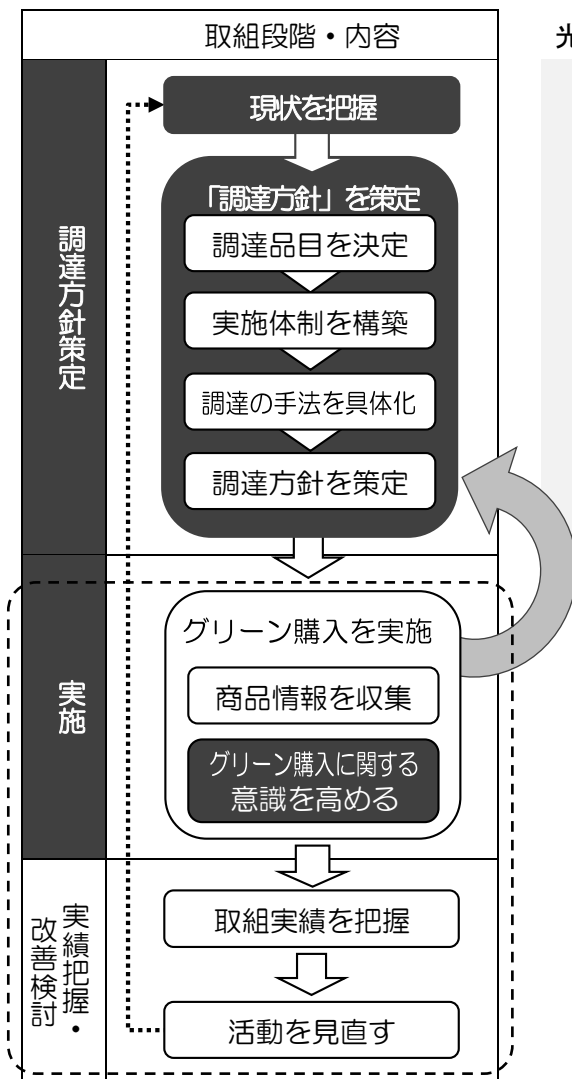 取組段階・内容
光
調達方針策定
現状を把握
「調達方針」を策定
調達品目を決定
実施体制を構築
調達の手法を具体化
調達方針を策定
実施
グリーン購入を実施
商品情報を収集
グリーン購入に関する
意識を高める
実績把握・
改善検討
取組実績を把握
活動を見直す